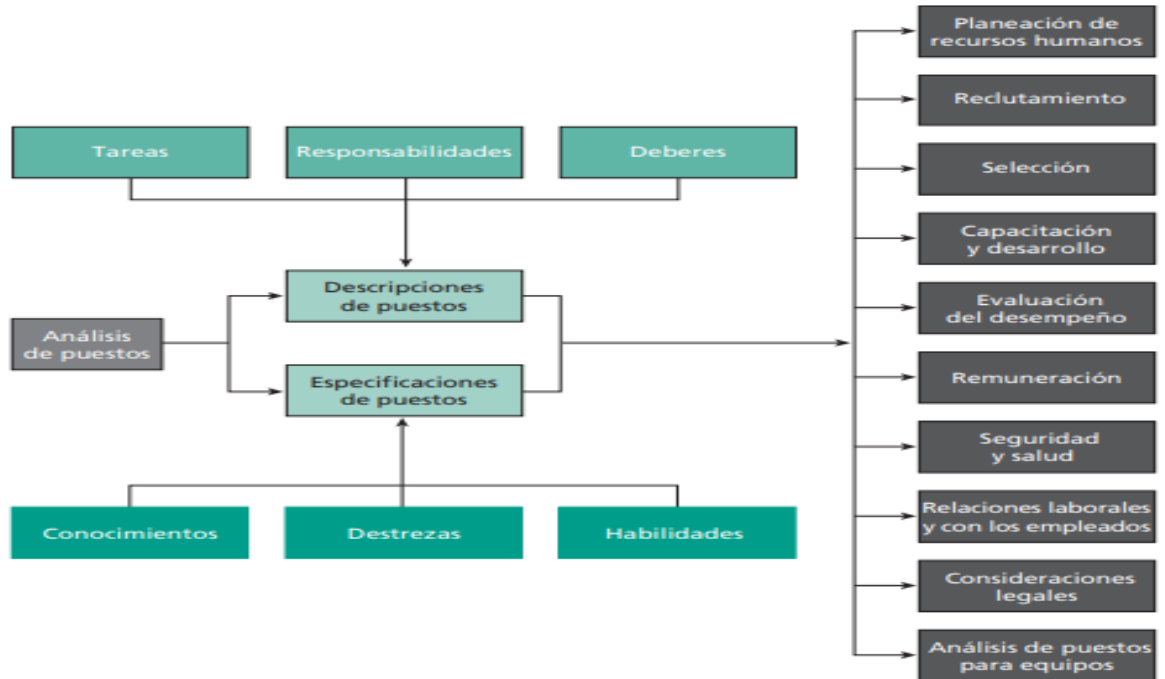 Tareas
Responsabilidades
Deberes
Descripciones
de puestos
Análisis
de puestos
Especificaciones
de puestos
Conocimientos
Destrezas
Habilidades
Planeación de
recursos humanos
Reclutamiento
Selección
Capacitación
y desarrollo
Evaluación
del desempeño
Remuneración
Seguridad
y salud
Relaciones laborales
y con los empleados
Consideraciones
legales
Análisis de puestos
para equipos